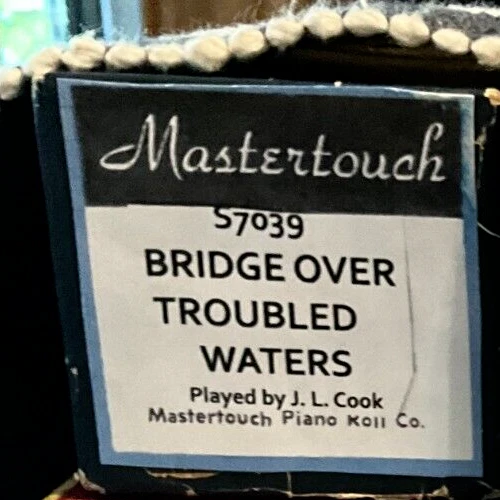 Mastertouch
S7039
BRIDGE OVER
TROUBLED
WATERS
Played by J. L. Cook
Mastertouch Piano Roll Co.